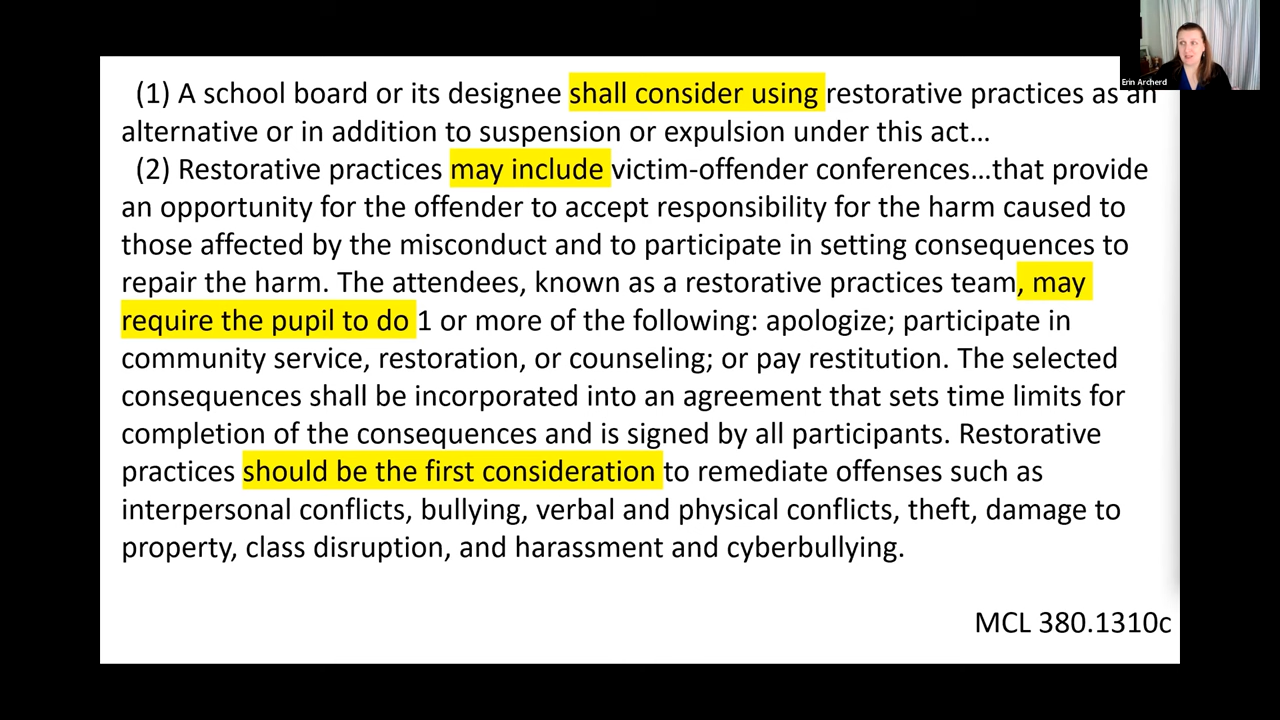 Erin Archerd
(1) A school board or its designee shall consider using restorative practices as an
alternative or in addition to suspension or expulsion under this act…
(2) Restorative practices may include victim-offender conferences…that provide
an opportunity for the offender to accept responsibility for the harm caused to
those affected by the misconduct and to participate in setting consequences to
repair the harm. The attendees, known as a restorative practices team, may
require the pupil to do 1 or more of the following: apologize; participate in
community service, restoration, or counseling; or pay restitution. The selected
consequences shall be incorporated into an agreement that sets time limits for
completion of the consequences and is signed by all participants. Restorative
practices should be the first consideration to remediate offenses such as
interpersonal conflicts, bullying, verbal and physical conflicts, theft, damage to
property, class disruption, and harassment and cyberbullying.
MCL 380.1310c